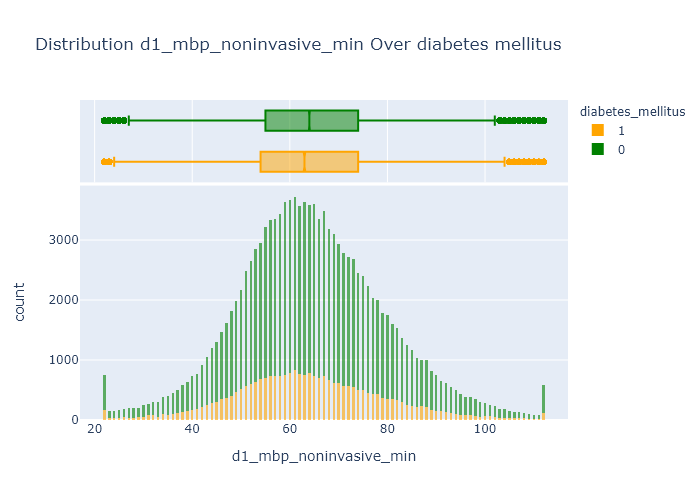 Distribution d1_mbp_noninvasive_min Over diabetes mellitus
diabetes_mellitus
1
0
3000
2000
1000
0
count
20
40
60
80
100
d1_mbp_noninvasive_min